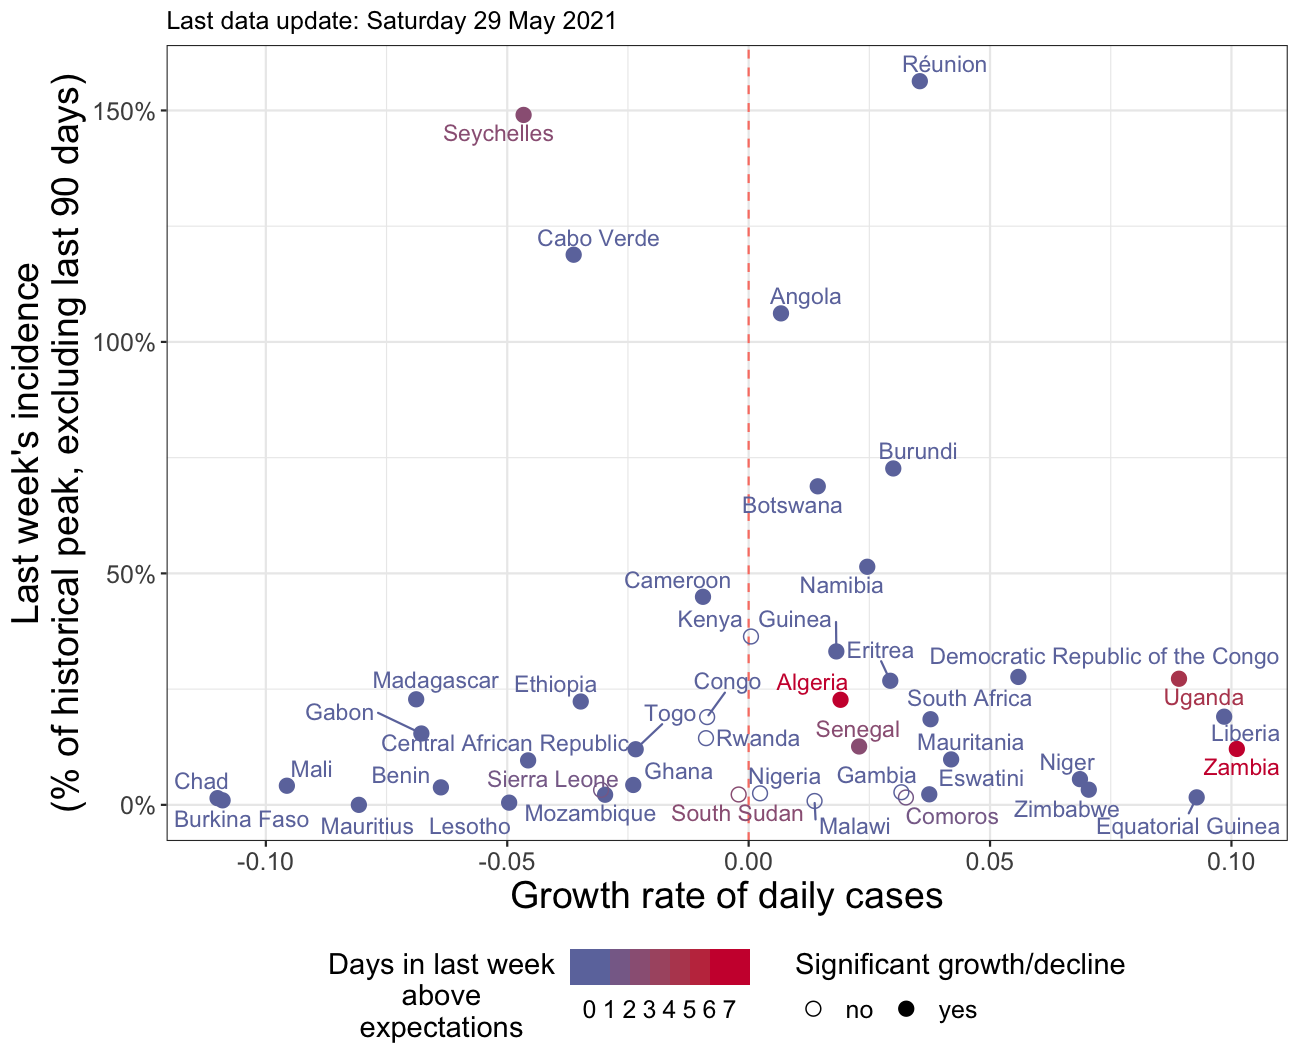 Last data update: Saturday 29 May 2021
Last week's incidence
(% of historical peak, excluding last 90 days)
150%
100%
50%
0%
Réunion
Seychelles
Cabo Verde
Angola
Burundi
Botswana
Cameroon
Namibia
Kenya
Guinea
Eritrea
Democratic Republic of the Congo
Madagascar
Ethiopia
Congo
Algeria
Uganda
South Africa
Gabon
Togo
Senegal
Liberia
Central African Republic
Rwanda
Mauritania
Zambia
Chad
Mali
Benin
Sierra Leone
Ghana
Nigeria
Gambia
Eswatini
Niger
Burkina Faso
Mauritius
Lesotho
Mozambique
South Sudan
Malawi
Comoros
Zimbabwe
Equatorial Guinea
-0.10
-0.05
0.00
0.05
0.10
Growth rate of daily cases
Days in last week
above
expectations
0 1 2 3 4 5 6 7
Significant growth/decline
no
yes